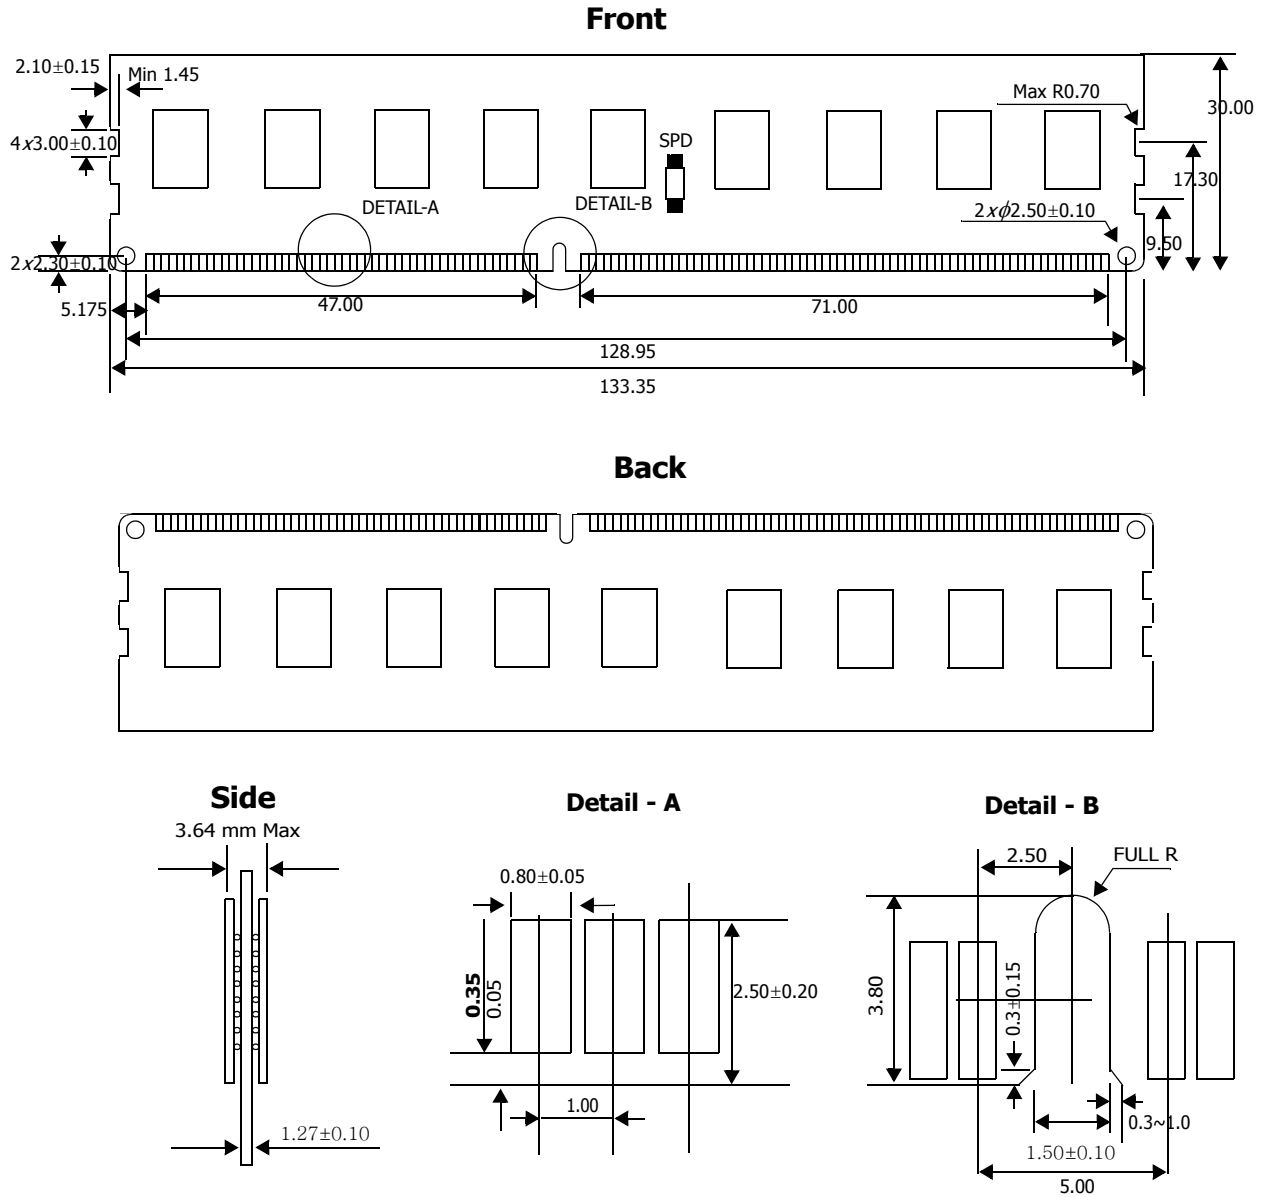 Front
2.10±0.15
Min 1.45
Max R0.70
30.00
4x3.00±0.10
SPD
17.30
DETAIL-A
DETAIL-B
2xϕ2.50±0.10
9.50
2x2.30±0.10
5.175
47.00
71.00
128.95
133.35
Back
Side
Detail - A
Detail - B
3.64 mm Max
0.80±0.05
2.50
FULL R
0.35
0.05
2.50±0.20
3.80
0.3±0.15
1.00
0.3~1.0
1.27±0.10
1.50±0.10
5.00